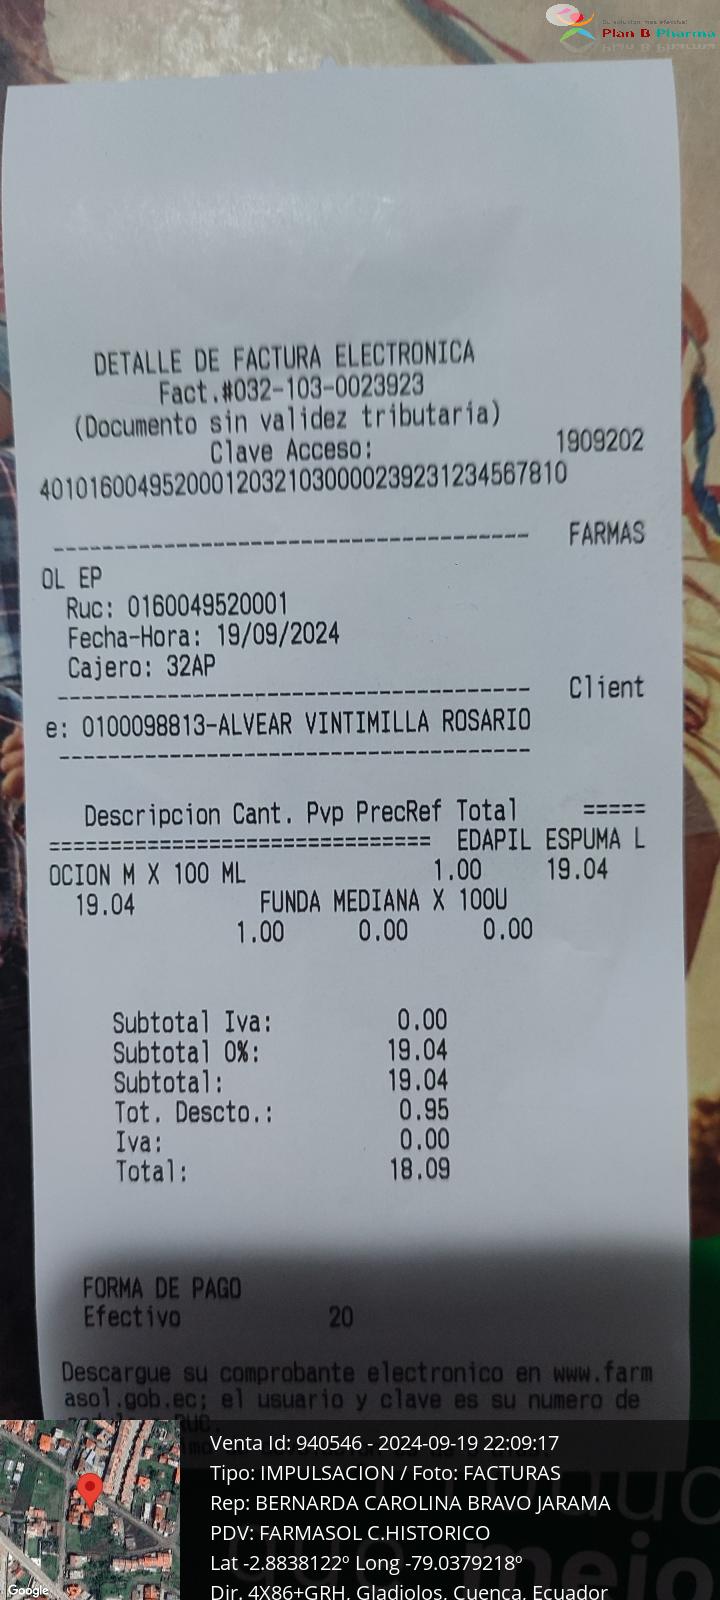 Su solucion mas efectiva!
Plan B Pharma
DETALLE DE FACTURA ELECTRONICA
Fact.#032-103-0023923
(Documento sin validez tributaria)
Clave Acceso: 1909202
401016004952000120321030000239231234567810
--------------------------------------- FARMAS
OL EP
Ruc: 0160049520001
Fecha-Hora: 19/09/2024
Cajero: 32AP
--------------------------------------- Client
e: 0100098813-ALVEAR VINTIMILLA ROSARIO
---------------------------------------
Descripcion Cant. Pvp PrecRef Total =====
=============================== EDAPIL ESPUMA L
OCION M X 100 ML 1.00 19.04
19.04 FUNDA MEDIANA X 100U
1.00 0.00 0.00
Subtotal Iva: 0.00
Subtotal 0%: 19.04
Subtotal: 19.04
Tot. Descto.: 0.95
Iva: 0.00
Total: 18.09
FORMA DE PAGO
Efectivo 20
Descargue su comprobante electronico en www.farm
asol.gob.ec; el usuario y clave es su numero de
RUC.
Venta Id: 940546 - 2024-09-19 22:09:17
Tipo: IMPULSACION / Foto: FACTURAS
Rep: BERNARDA CAROLINA BRAVO JARAMA
PDV: FARMASOL C.HISTORICO
Lat -2.8838122º Long -79.0379218º
Dir. 4X86+GRH, Gladiolos, Cuenca, Ecuador
Google